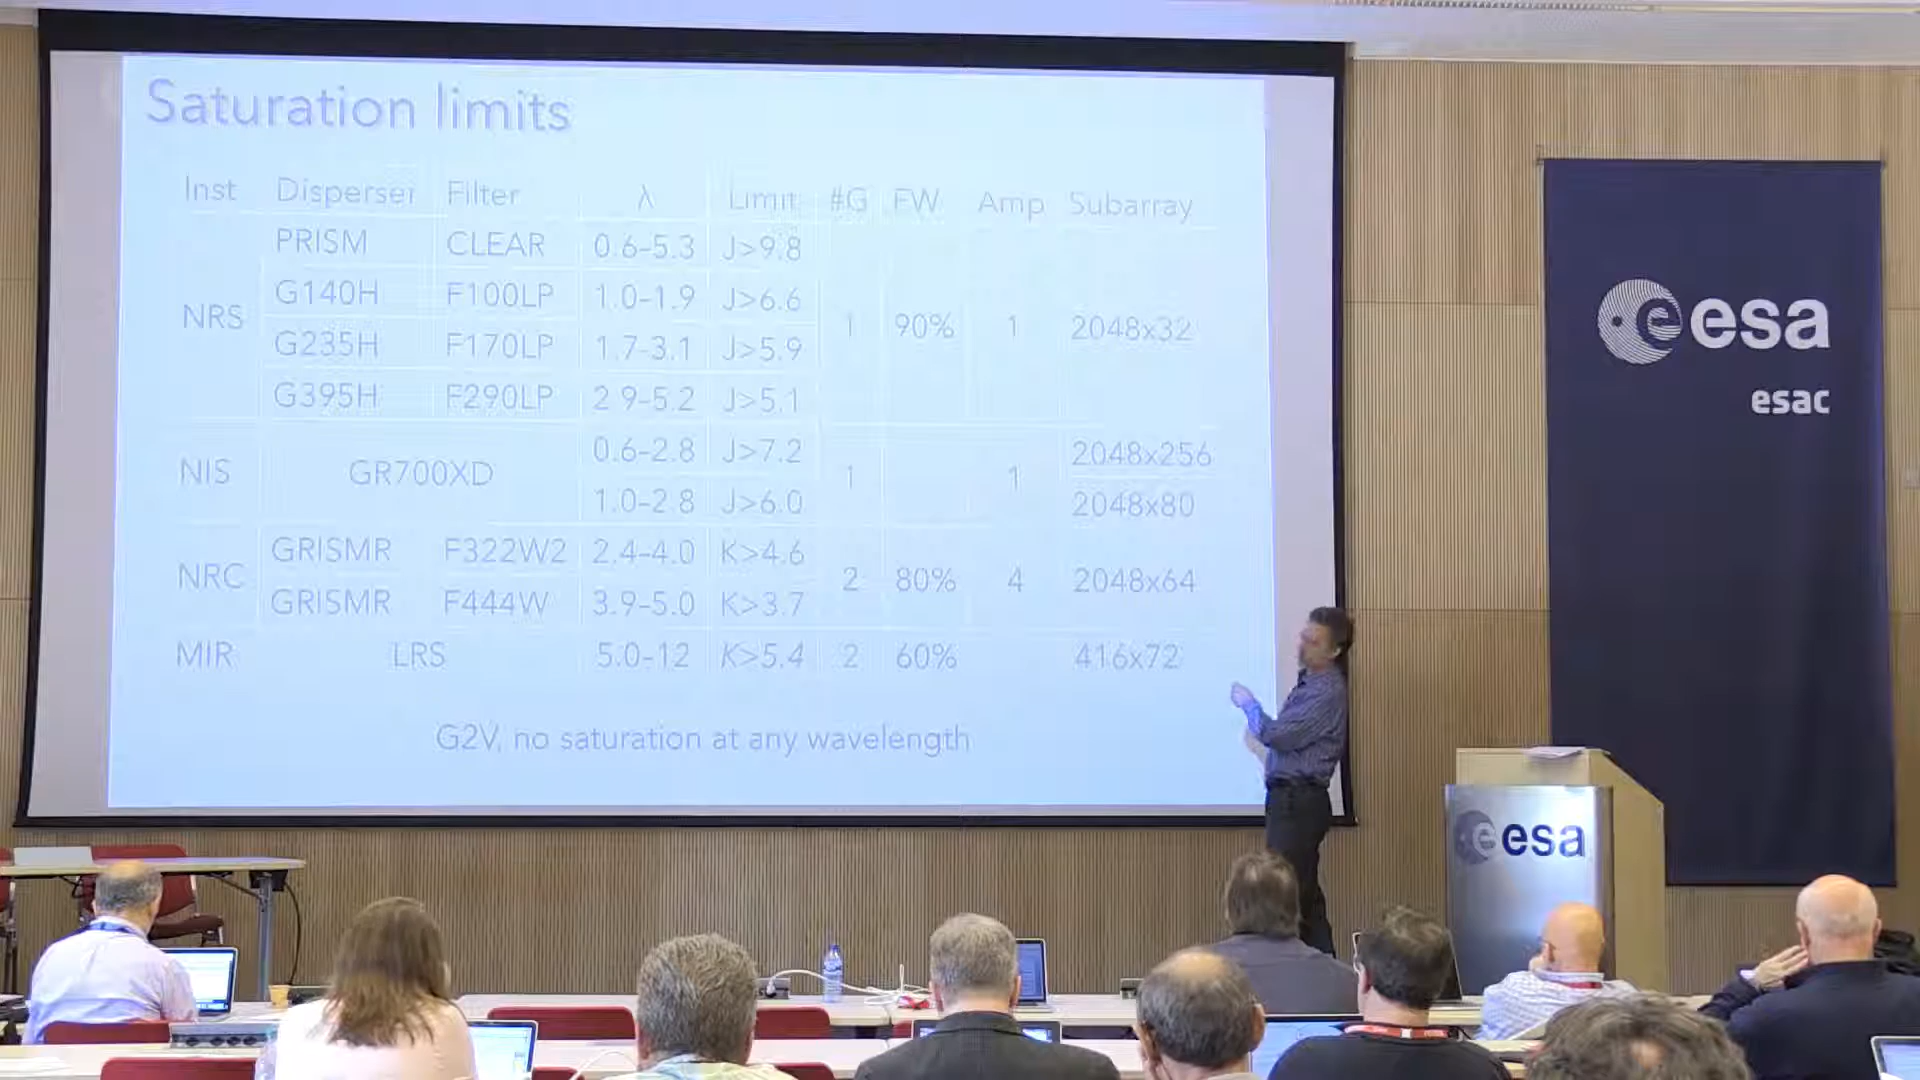 Saturation limits
Inst Disperser Filter λ Limit #G FW Amp Subarray
PRISM CLEAR 0.6–5.3 J>9.8
G140H F100LP 1.0–1.9 J>6.6
NRS 1 90% 1 2048x32
G235H F170LP 1.7–3.1 J>5.9
G395H F290LP 2.9–5.2 J>5.1
0.6–2.8 J>7.2 2048x256
NIS GR700XD 1 1
1.0–2.8 J>6.0 2048x80
GRISMR F322W2 2.4–4.0 K>4.6
NRC 2 80% 4 2048x64
GRISMR F444W 3.9–5.0 K>3.7
MIR LRS 5.0–12 K>5.4 2 60% 416x72
G2V, no saturation at any wavelength
esa
esac
esa